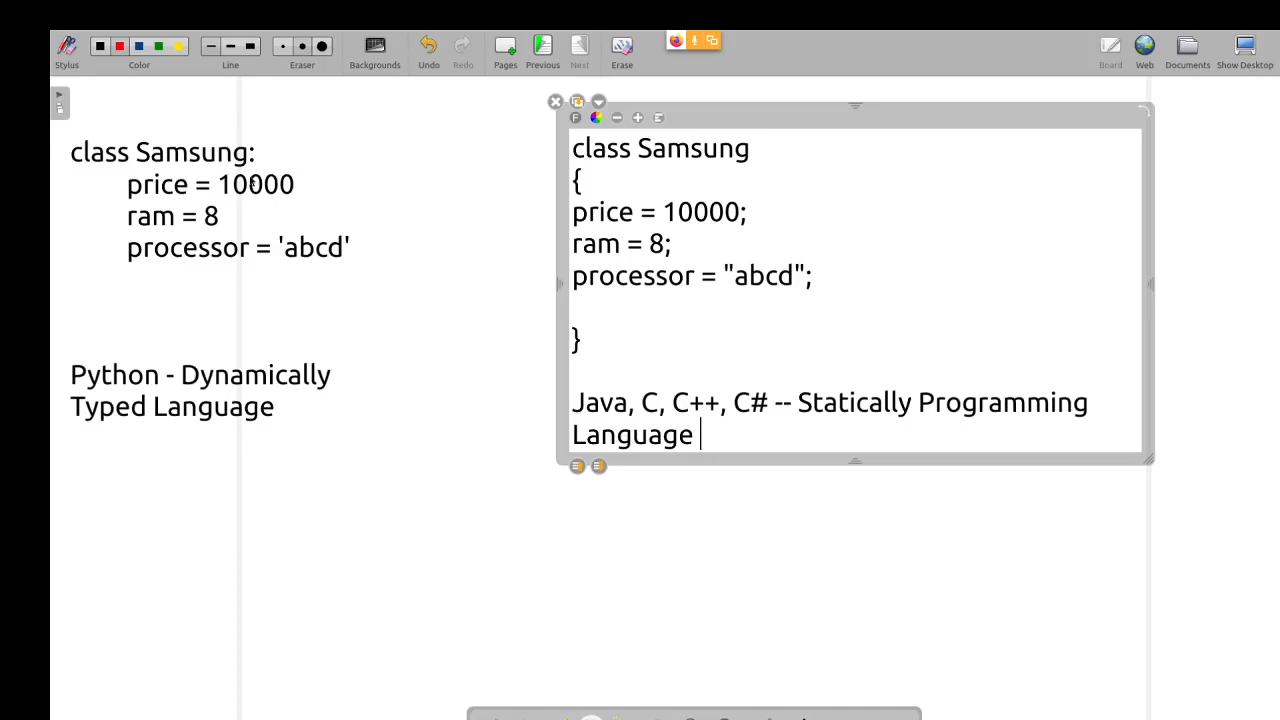 Stylus
Color
Line
Eraser
Backgrounds
Undo
Redo
Pages
Previous
Next
Erase
Board
Web
Documents
Show Desktop
class Samsung:
price = 10000
ram = 8
processor = 'abcd'
Python - Dynamically
Typed Language
F
class Samsung
{
price = 10000;
ram = 8;
processor = "abcd";
}
Java, C, C++, C# -- Statically Programming
Language